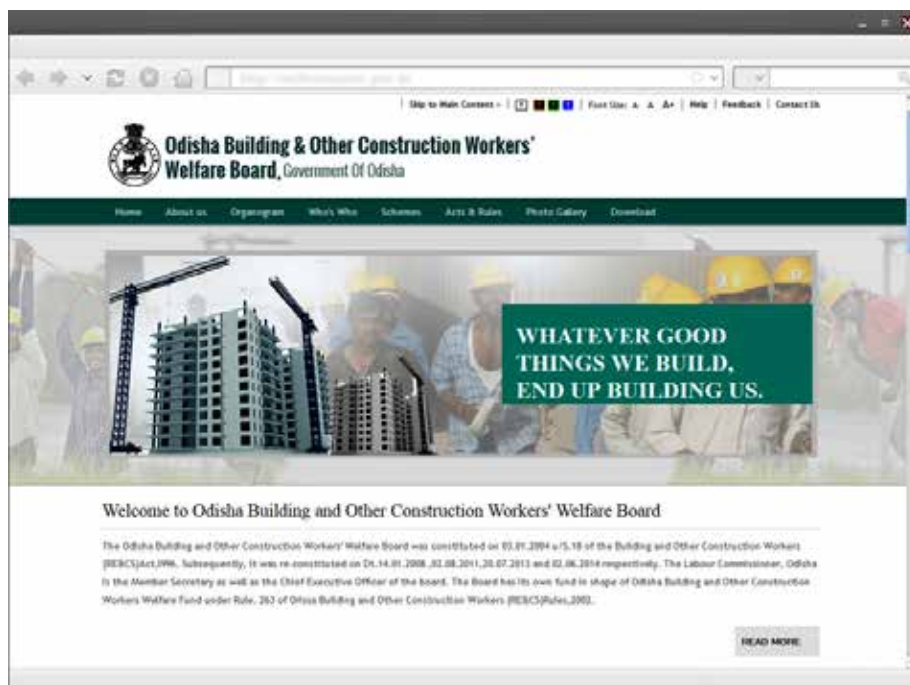 Skip to Main Content
Font Size A- A A+ | Help | Feedback | Contact Us
Odisha Building & Other Construction Workers'
Welfare Board, Government Of Odisha
Home About us Organogram Who's Who Schemes Acts & Rules Photo Gallery Download
WHATEVER GOOD
THINGS WE BUILD,
END UP BUILDING US.
Welcome to Odisha Building and Other Construction Workers' Welfare Board
The Odisha Building and Other Construction Workers' Welfare Board was constituted on 03.01.2004 u/S.18 of the Building and Other Construction Workers
(RE&CS)Act,1996. Subsequently, it was re-constituted on Dt.14.01.2008 ,02.08.2011,20.07.2013 and 02.06.2014 respectively. The Labour Commissioner, Odisha
is the Member Secretary as well as the Chief Executive Officer of the board. The Board has its own fund in shape of Odisha Building and Other Construction
Workers Welfare Fund under Rule. 263 of Orissa Building and Other Construction Workers (RE&CS)Rules,2002.
READ MORE